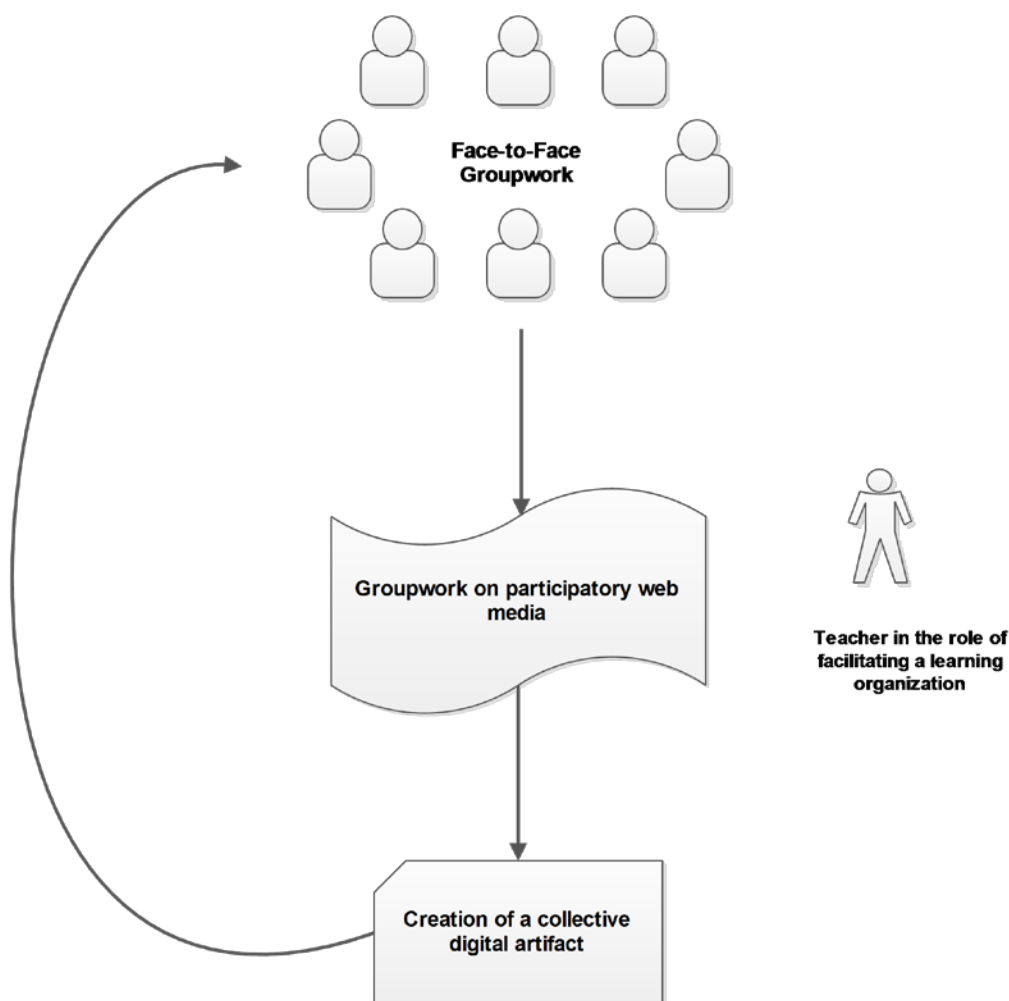 Face-to-Face
Groupwork
Groupwork on participatory web
media
Teacher in the role of
facilitating a learning
organization
Creation of a collective
digital artifact